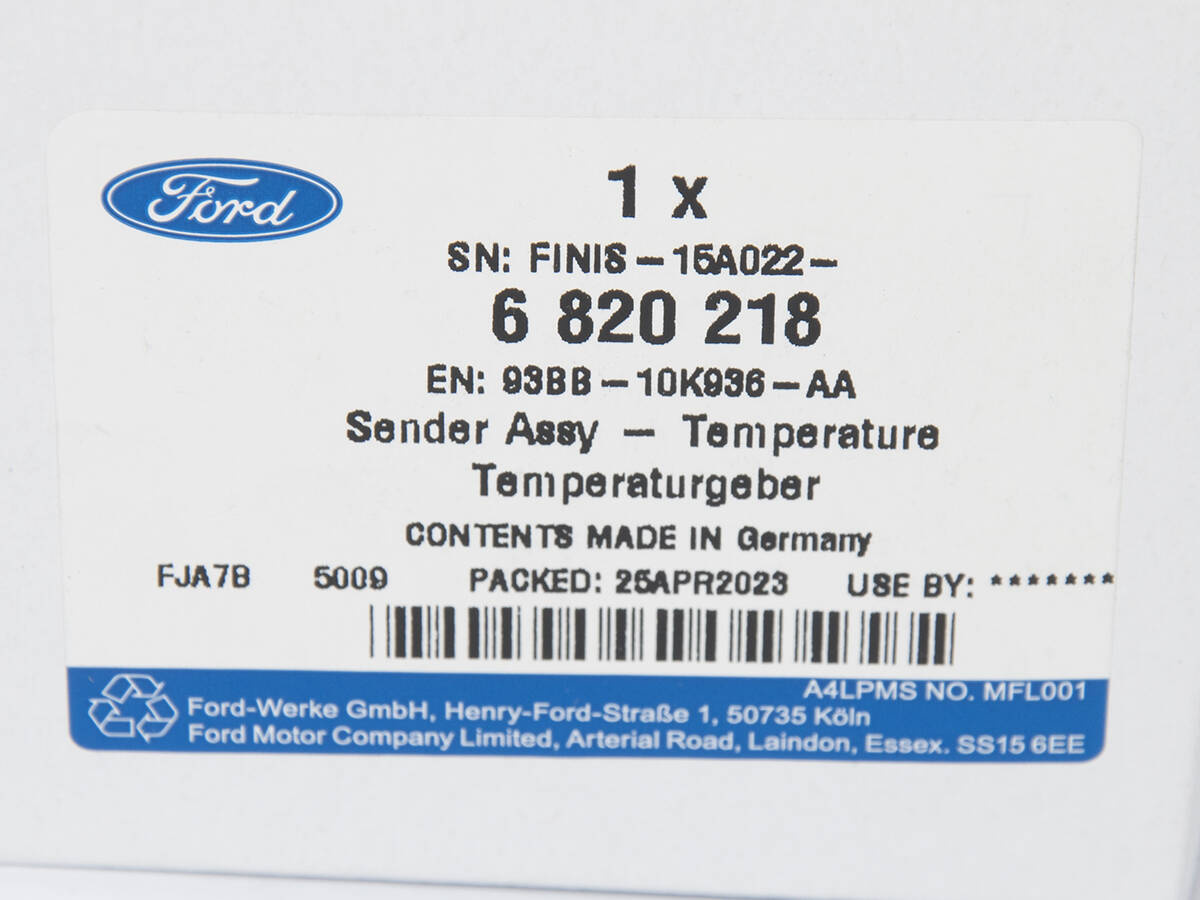 Ford
1 x
SN: FINIS-15A022-
6 820 218
EN: 93BB-10K936-AA
Sender Assy - Temperature
Temperaturgeber
CONTENTS MADE IN Germany
FJA7B 5009 PACKED: 25APR2023 USE BY: *******
A4LPMS NO. MFL001
Ford-Werke GmbH, Henry-Ford-Straße 1, 50735 Köln
Ford Motor Company Limited, Arterial Road, Laindon, Essex. SS15 6EE